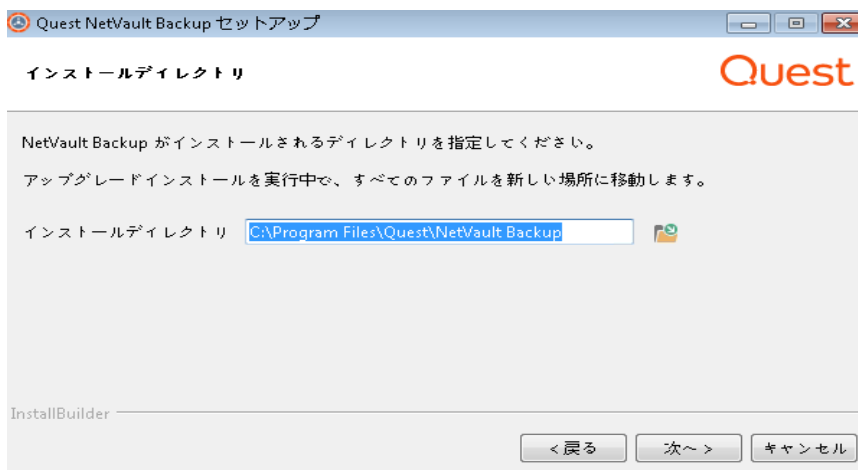 Quest NetVault Backup セットアップ
インストールディレクトリ
Quest
NetVault Backup がインストールされるディレクトリを指定してください。
アップグレードインストールを実行中で、すべてのファイルを新しい場所に移動します。
インストールディレクトリ C:\Program Files\Quest\NetVault Backup
InstallBuilder
< 戻る 次へ > キャンセル